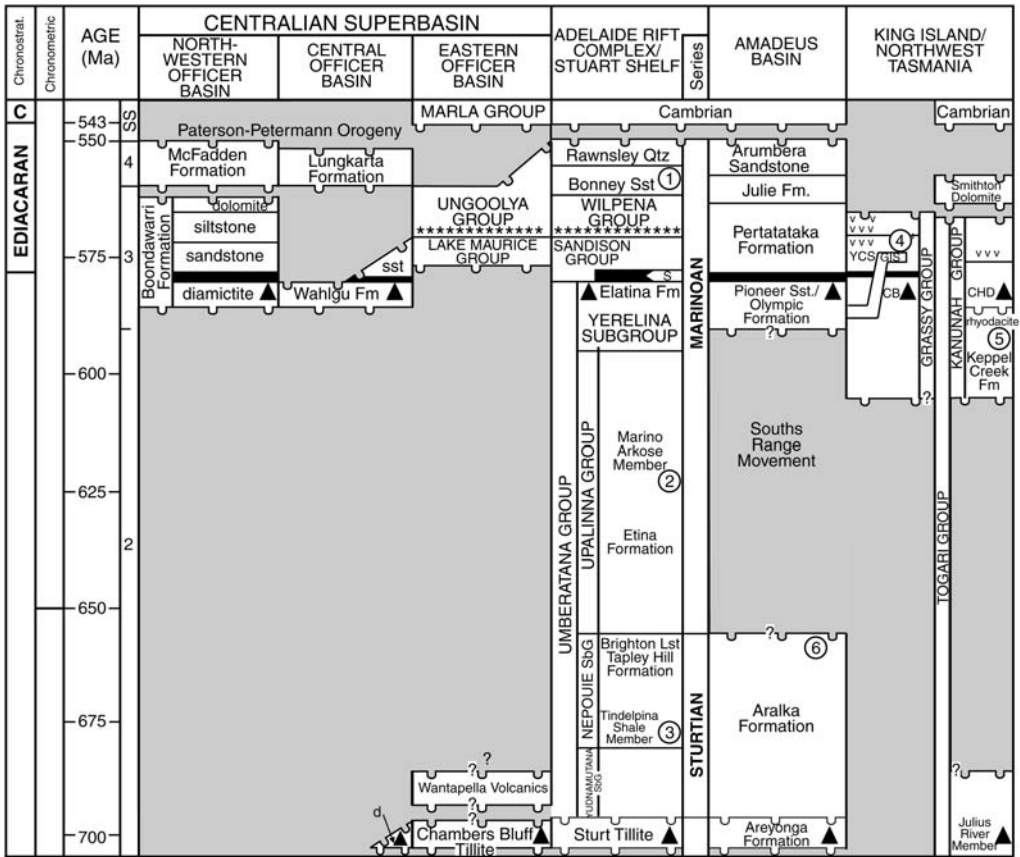 Chronostrat.
Chronometric
AGE
(Ma)
CENTRALIAN SUPERBASIN
NORTH-
WESTERN
OFFICER
BASIN
CENTRAL
OFFICER
BASIN
EASTERN
OFFICER
BASIN
ADELAIDE RIFT
COMPLEX/
STUART SHELF
Series
AMADEUS
BASIN
KING ISLAND/
NORTHWEST
TASMANIA
C
EDIACARAN
543
550
575
600
625
650
675
700
SS
4
3
2
Paterson-Petermann Orogeny
McFadden
Formation
Boondawarri
Formation
dolomite
siltstone
sandstone
diamictite
Lungkarta
Formation
sst
Wahlgu Fm
d
MARLA GROUP
UNGOOLYA
GROUP
*********
LAKE MAURICE
GROUP
?
?
Wantapella Volcanics
?
?
Chambers Bluff
Tillite
Cambrian
Rawnsley Qtz
1
Bonney Sst
WILPENA
GROUP
*********
SANDISON
GROUP
S
Elatina Fm
YERELINA
SUBGROUP
UMBERATANA GROUP
UPALINNA GROUP
Marino
Arkose
Member
2
Etina
Formation
NEPOUIE SbG
Brighton Lst
Tapley Hill
Formation
Tindelpina
Shale
Member
3
YUDNAMUTANA
SbG
Sturt Tillite
MARINOAN
STURTIAN
Arumbera
Sandstone
Julie Fm.
Pertatataka
Formation
Pioneer Sst./
Olympic
Formation
?
Souths
Range
Movement
?
6
Aralka
Formation
Areyonga
Formation
v v v
v v v
4
YCS
GIS
CB
GRASSY GROUP
?
Cambrian
Smithton
Dolomite
KANUNAH GROUP
v v v
CHD
rhyodacite
5
Keppel
Creek
Fm
TOGARI GROUP
?
Julius
River
Member